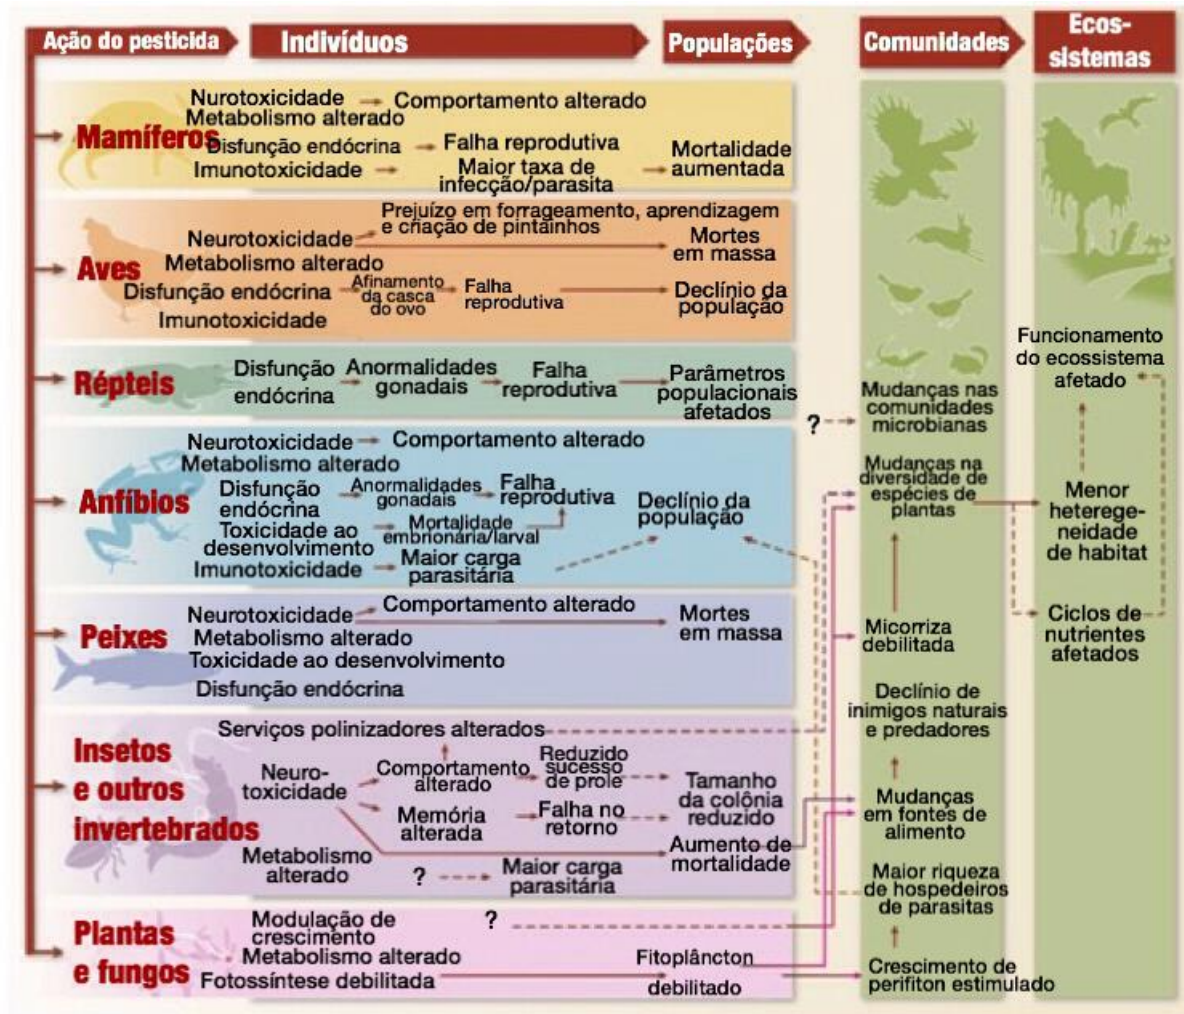 Ação do pesticida
Indivíduos
Populações
Comunidades
Ecos-
sistemas
Mamíferos
Nurotoxicidade
Comportamento alterado
Metabolismo alterado
Disfunção endócrina
Falha reprodutiva
Imunotoxicidade
Maior taxa de
infecção/parasita
Mortalidade
aumentada
Aves
Neurotoxicidade
Prejuízo em forrageamento, aprendizagem
e criação de pintainhos
Mortes
em massa
Metabolismo alterado
Disfunção endócrina
Afinamento
da casca
do ovo
Falha
reprodutiva
Declínio da
população
Imunotoxicidade
Répteis
Disfunção
endócrina
Anormalidades
gonadais
Falha
reprodutiva
Parâmetros
populacionais
afetados
Anfíbios
Neurotoxicidade
Comportamento alterado
Metabolismo alterado
Disfunção
endócrina
Anormalidades
gonadais
Falha
reprodutiva
Toxicidade ao
desenvolvimento
Mortalidade
embrionária/larval
Imunotoxicidade
Maior carga
parasitária
Declínio da
população
Peixes
Neurotoxicidade
Comportamento alterado
Mortes
em massa
Metabolismo alterado
Toxicidade ao desenvolvimento
Disfunção endócrina
Insetos
e outros
invertebrados
Serviços polinizadores alterados
Neuro-
toxicidade
Comportamento
alterado
Reduzido
sucesso
de prole
Memória
alterada
Falha no
retorno
Tamanho
da colônia
reduzido
Aumento de
mortalidade
Metabolismo
alterado
?
Maior carga
parasitária
Plantas
e fungos
Modulação de
crescimento
?
Metabolismo alterado
Fotossíntese debilitada
Fitoplâncton
debilitado
?
Mudanças nas
comunidades
microbianas
Mudanças na
diversidade de
espécies de
plantas
Micorriza
debilitada
Declínio de
inimigos naturais
e predadores
Mudanças
em fontes de
alimento
Maior riqueza
de hospedeiros
de parasitas
Crescimento de
perifiton estimulado
Funcionamento
do ecossistema
afetado
Menor
heteroge-
neidade
de habitat
Ciclos de
nutrientes
afetados